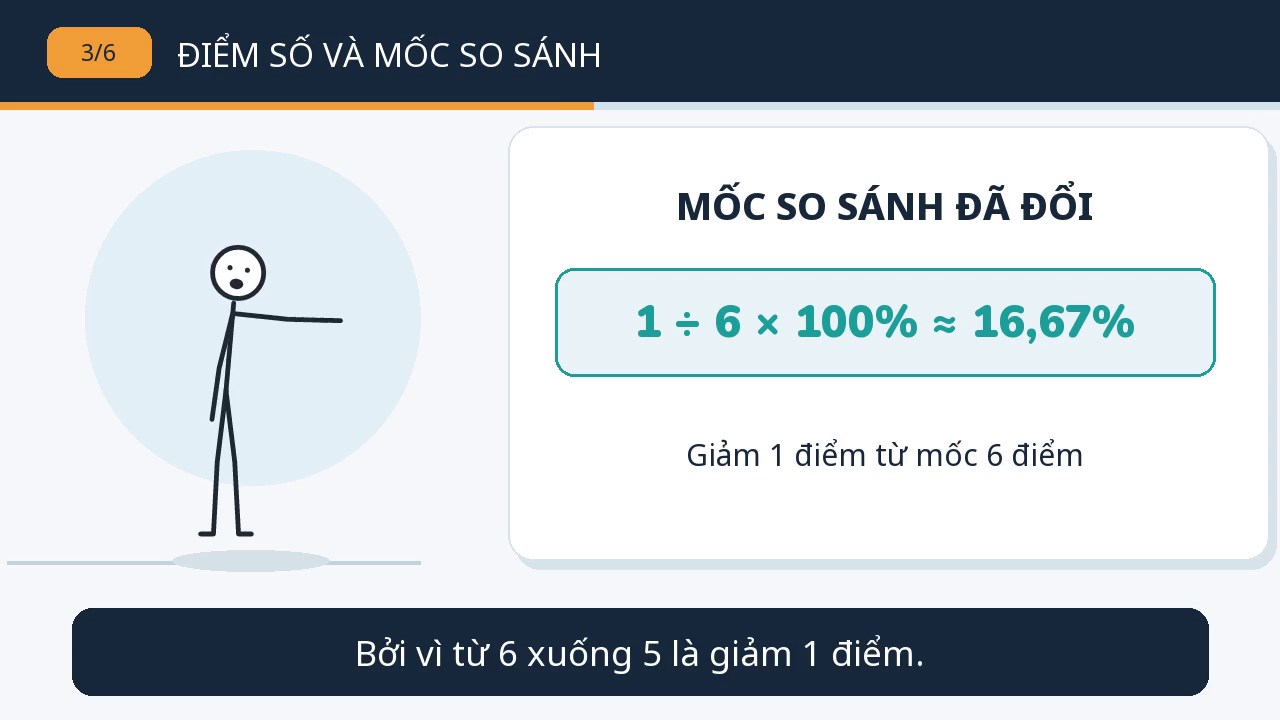 3/6
ĐIỂM SỐ VÀ MỐC SO SÁNH
MỐC SO SÁNH ĐÃ ĐỔI
1 ÷ 6 × 100% ≈ 16,67%
Giảm 1 điểm từ mốc 6 điểm
Bởi vì từ 6 xuống 5 là giảm 1 điểm.